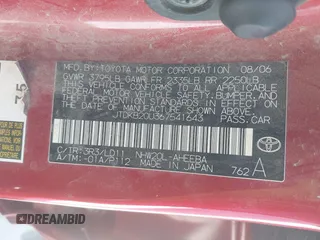 MFD. BY: TOYOTA MOTOR CORPORATION 08/06
GVWR 3795LB GAWR FR 2335LB RR 2250LB
THIS VEHICLE CONFORMS TO ALL APPLICABLE
FEDERAL MOTOR VEHICLE SAFETY, BUMPER, AND
THEFT PREVENTION STANDARDS IN EFFECT ON
THE DATE OF MANUFACTURE SHOWN ABOVE.
JTDKB20U367541643 PASS.CAR
C/TR: 3R3/LD11 NHW20L-AHEEBA
A/TM: -01A/P112 MADE IN JAPAN 762 A
TOYOTA